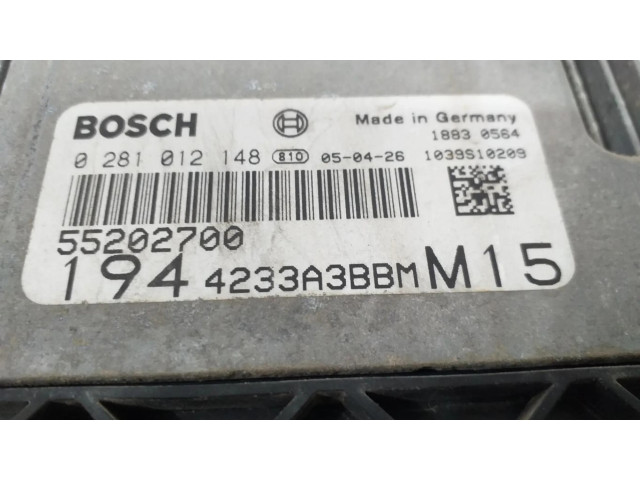 BOSCH Made in Germany
1883 0564
0 281 012 148 810 05-04-26 1039S10209
55202700
194 4233A3BBM M15